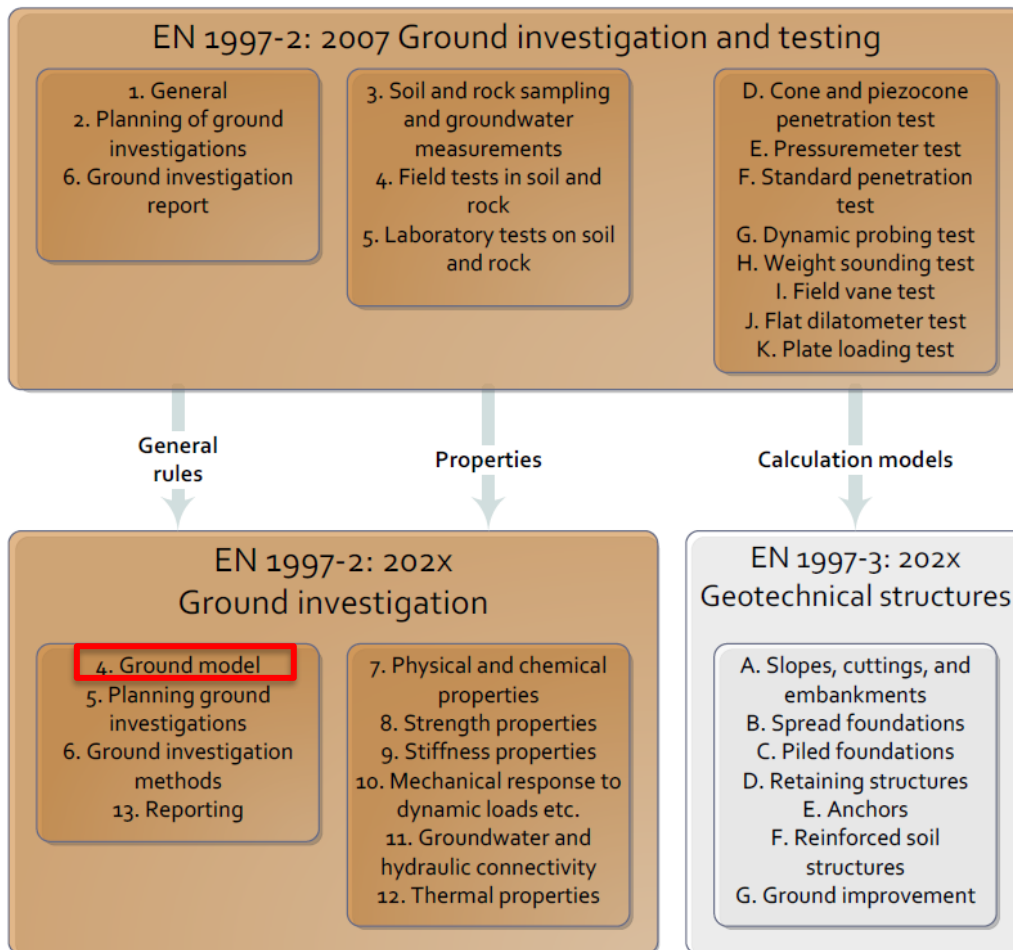 EN 1997-2: 2007 Ground investigation and testing
1. General
2. Planning of ground
investigations
6. Ground investigation
report
3. Soil and rock sampling
and groundwater
measurements
4. Field tests in soil and
rock
5. Laboratory tests on soil
and rock
D. Cone and piezocone
penetration test
E. Pressuremeter test
F. Standard penetration
test
G. Dynamic probing test
H. Weight sounding test
I. Field vane test
J. Flat dilatometer test
K. Plate loading test
General
rules
Properties
Calculation models
EN 1997-2: 202x
Ground investigation
4. Ground model
5. Planning ground
investigations
6. Ground investigation
methods
13. Reporting
7. Physical and chemical
properties
8. Strength properties
9. Stiffness properties
10. Mechanical response to
dynamic loads etc.
11. Groundwater and
hydraulic connectivity
12. Thermal properties
EN 1997-3: 202x
Geotechnical structures
A. Slopes, cuttings, and
embankments
B. Spread foundations
C. Piled foundations
D. Retaining structures
E. Anchors
F. Reinforced soil
structures
G. Ground improvement